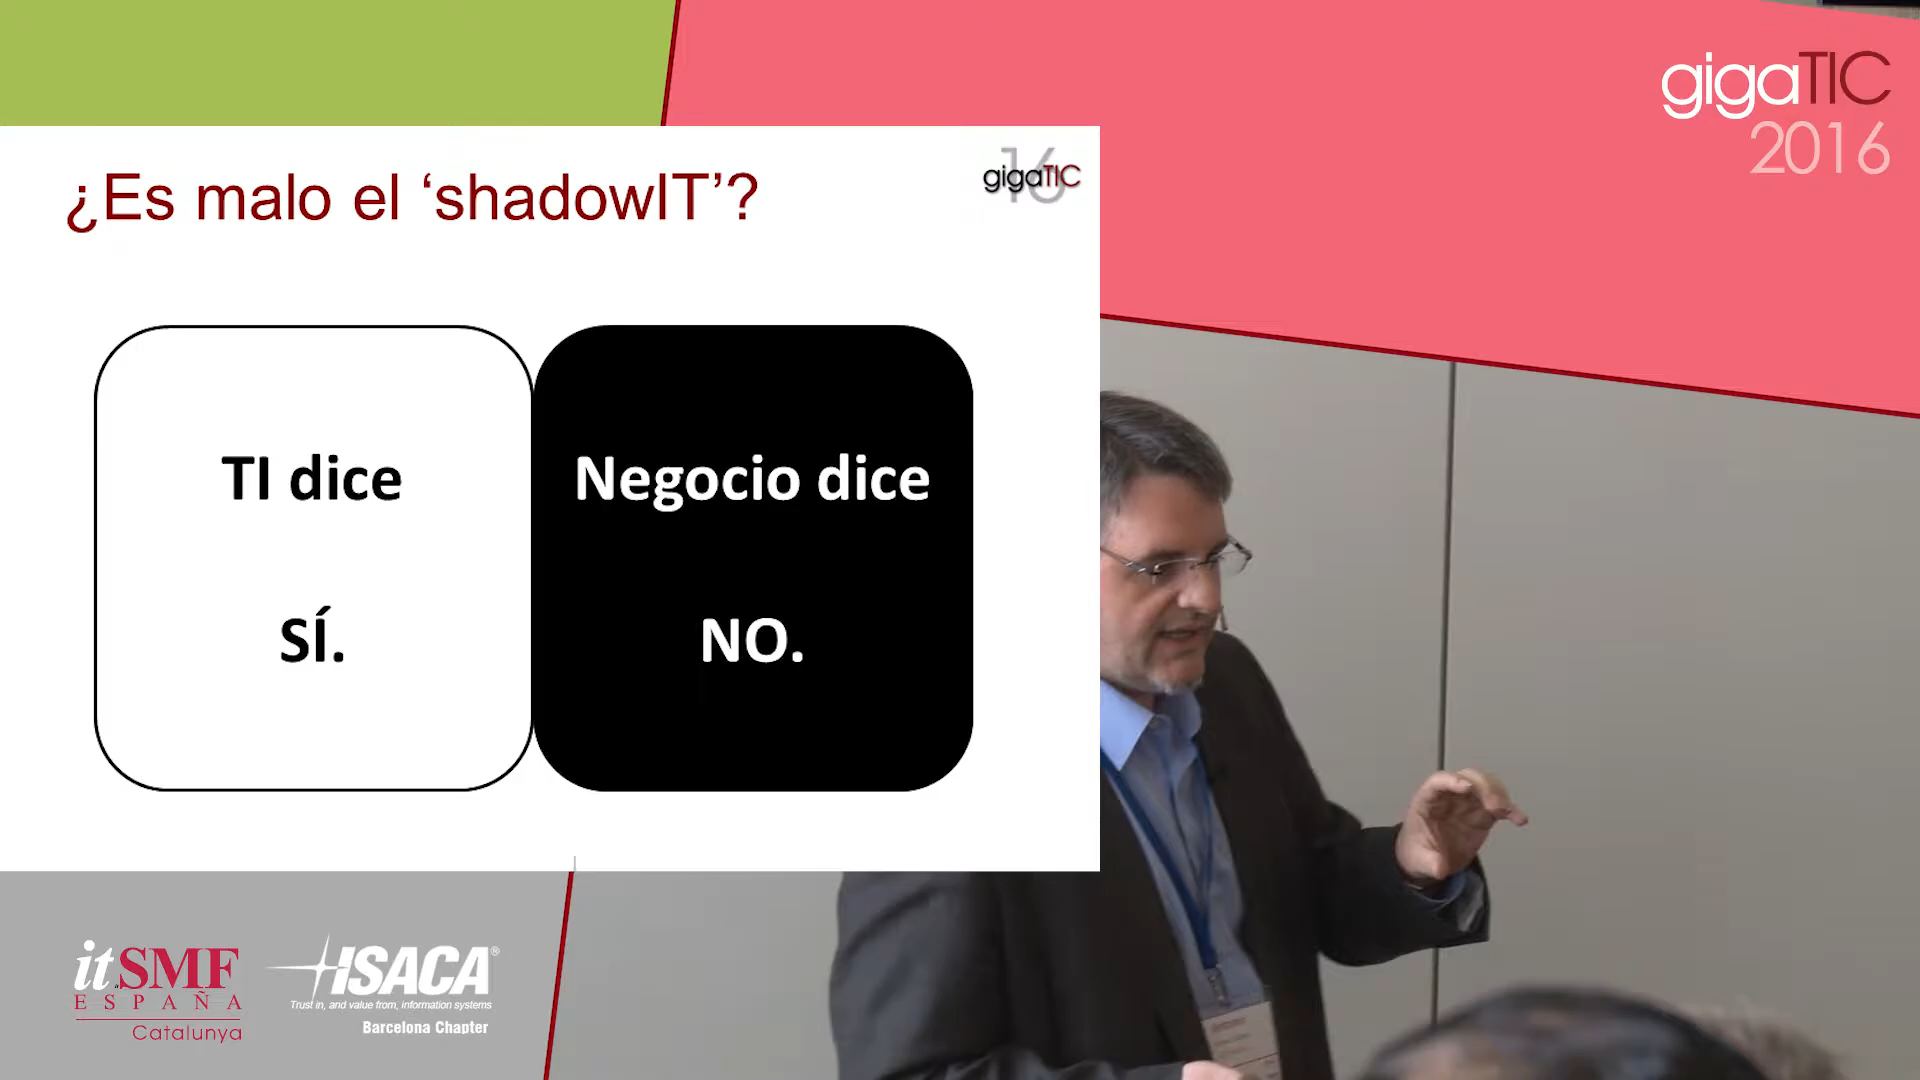 gigaTIC
2016
¿Es malo el ‘shadowIT’?
16
gigaTIC
TI dice
SÍ.
Negocio dice
NO.
itSMF
ESPAÑA
Catalunya
ISACA®
Trust in, and value from, information systems
Barcelona Chapter